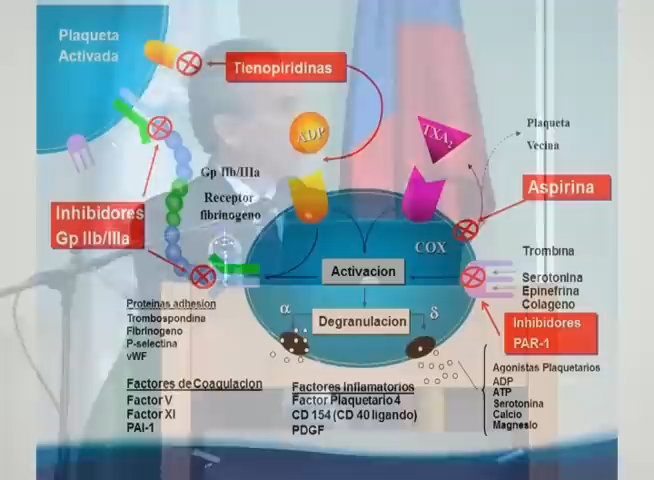 Plaqueta
Activada
Tienopiridinas
ADP
TXA2
Plaqueta
Vecina
Gp IIb/IIIa
Receptor
fibrinogeno
Aspirina
Inhibidores
Gp IIb/IIIa
COX
Activacion
Trombina
Serotonina
Epinefrina
Colageno
Inhibidores
PAR-1
α
Degranulacion
δ
Proteinas adhesion
Trombospondina
Fibrinogeno
P-selectina
vWF
Agonistas Plaquetarios
ADP
ATP
Serotonina
Calcio
Magnesio
Factores de Coagulacion
Factor V
Factor XI
PAI-1
Factores Inflamatorios
Factor Plaquetario 4
CD 154 (CD 40 ligando)
PDGF